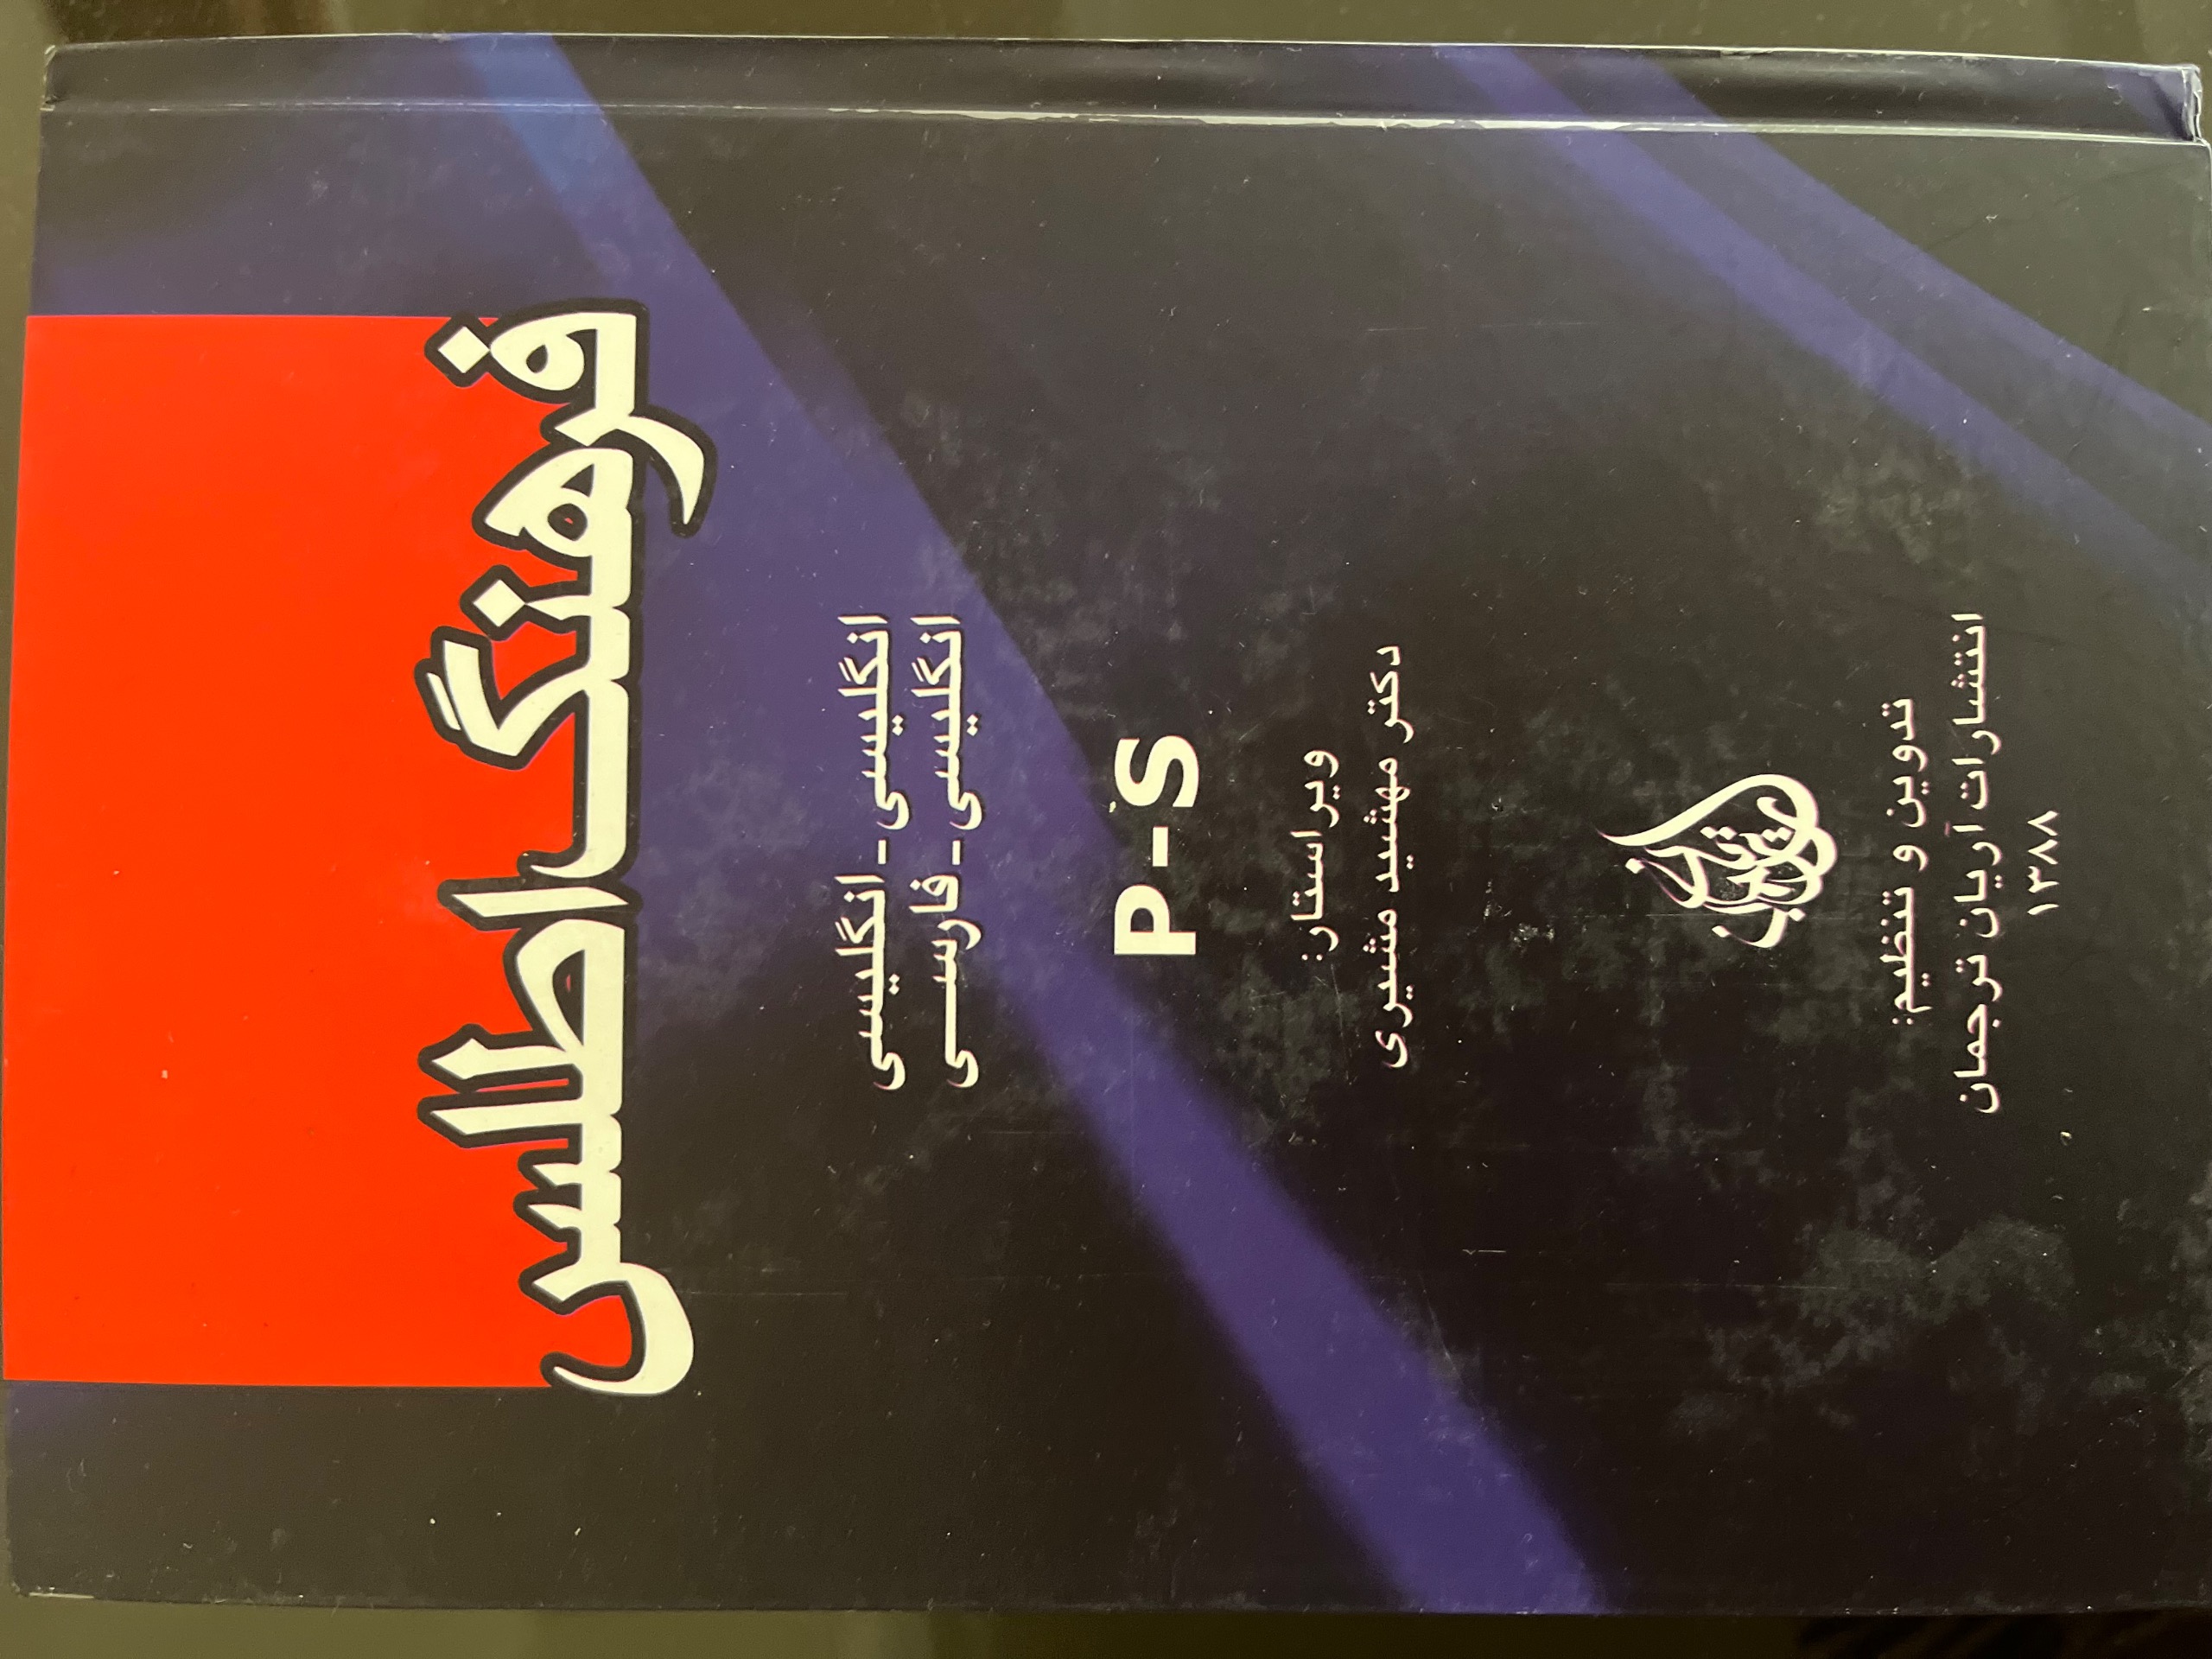 فرهنگ اطلس
انگلیسی - انگلیسی
انگلیسی - فارسی
P - S
ویراستار:
دکتر مهشید مشیری
تدوین و تنظیم:
انتشارات آریان ترجمان
۱۳۸۸